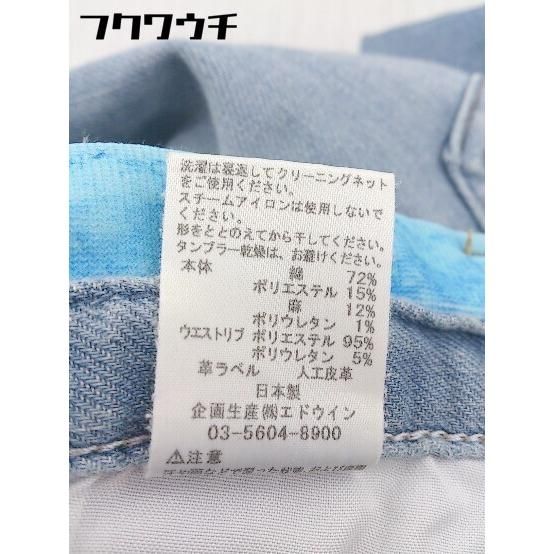 フクワウチ
洗濯は寝返してクリーニングネット
をご使用ください。
スチームアイロンは使用しないで
ください。
形をととのえてから干してください。
タンブラー乾燥は、お避けください。
本体 綿 72%
ポリエステル 15%
麻 12%
ポリウレタン 1%
ウエストリブ ポリエステル 95%
ポリウレタン 5%
革ラベル 人工皮革
日本製
企画生産㈱エドウイン
03-5604-8900
⚠注意